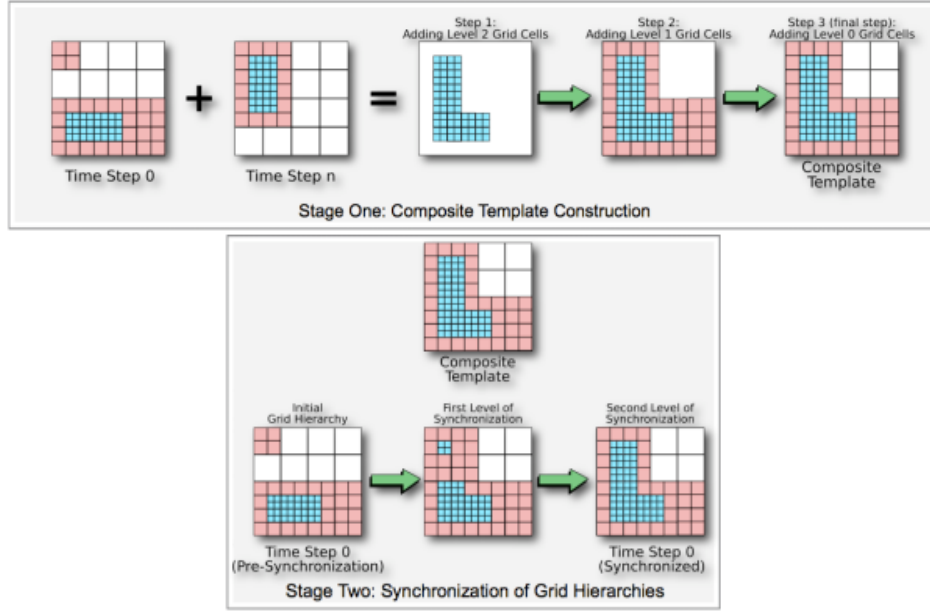 Step 1:
Adding Level 2 Grid Cells
Step 2:
Adding Level 1 Grid Cells
Step 3 (final step):
Adding Level 0 Grid Cells
+
=
Time Step 0
Time Step n
Composite
Template
Stage One: Composite Template Construction
Composite
Template
Initial
Grid Hierarchy
First Level of
Synchronization
Second Level of
Synchronization
Time Step 0
(Pre-Synchronization)
Time Step 0
(Synchronized)
Stage Two: Synchronization of Grid Hierarchies